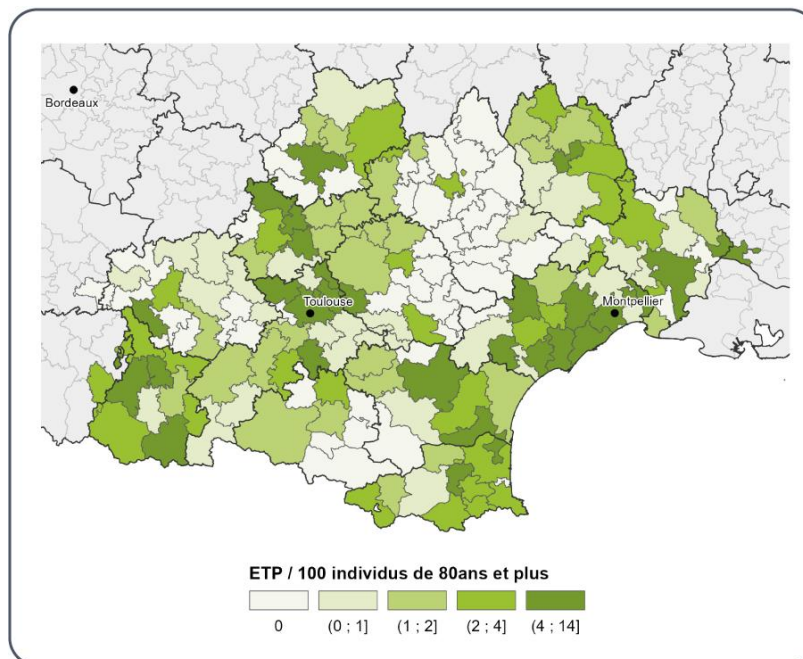 Bordeaux
Toulouse
Montpellier
ETP / 100 individus de 80ans et plus
0 (0 ; 1] (1 ; 2] (2 ; 4] (4 ; 14]